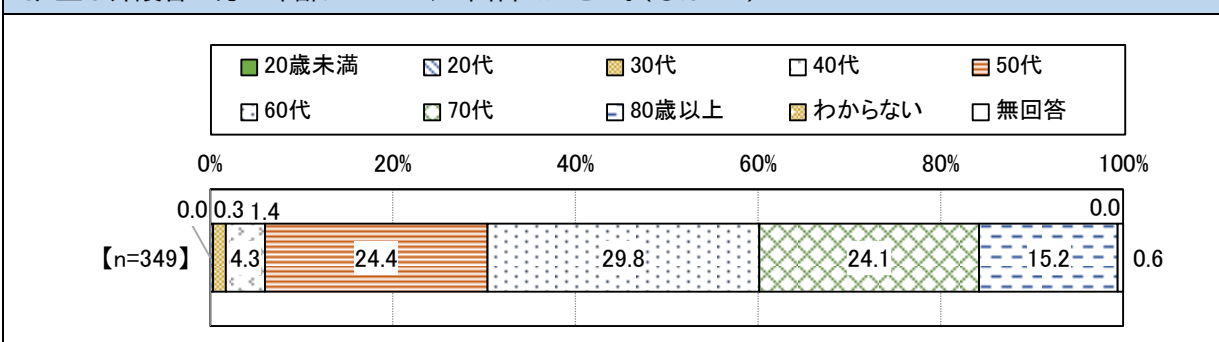 20歳未満 20代 30代 40代 50代
60代 70代 80歳以上 わからない 無回答
0% 20% 40% 60% 80% 100%
0.0 0.3 1.4 0.0
【n=349】 4.3 24.4 29.8 24.1 15.2 0.6